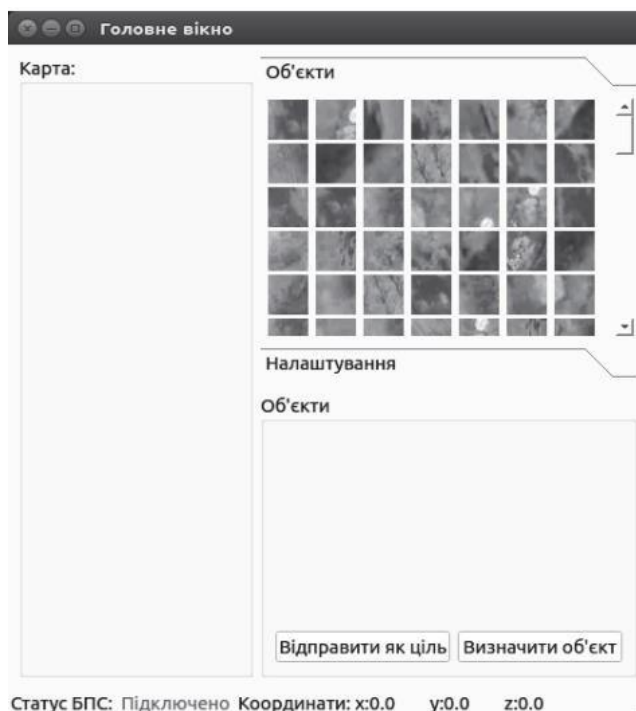 Головне вікно
Карта:
Об'єкти
Налаштування
Об'єкти
Відправити як ціль Визначити об'єкт
Статус БПС: Підключено Координати: x:0.0 y:0.0 z:0.0